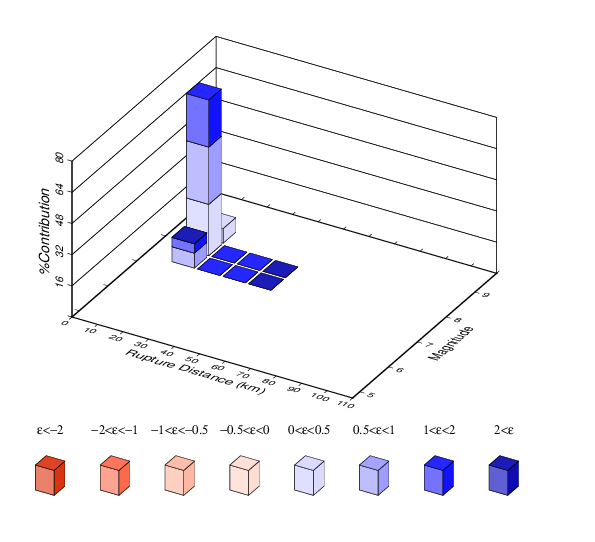 %Contribution
80
64
48
32
16
0
10
20
30
40
50
60
70
80
90
100
110
Rupture Distance (km)
5
6
7
8
9
Magnitude
ε<−2
−2<ε<−1
−1<ε<−0.5
−0.5<ε<0
0<ε<0.5
0.5<ε<1
1<ε<2
2<ε